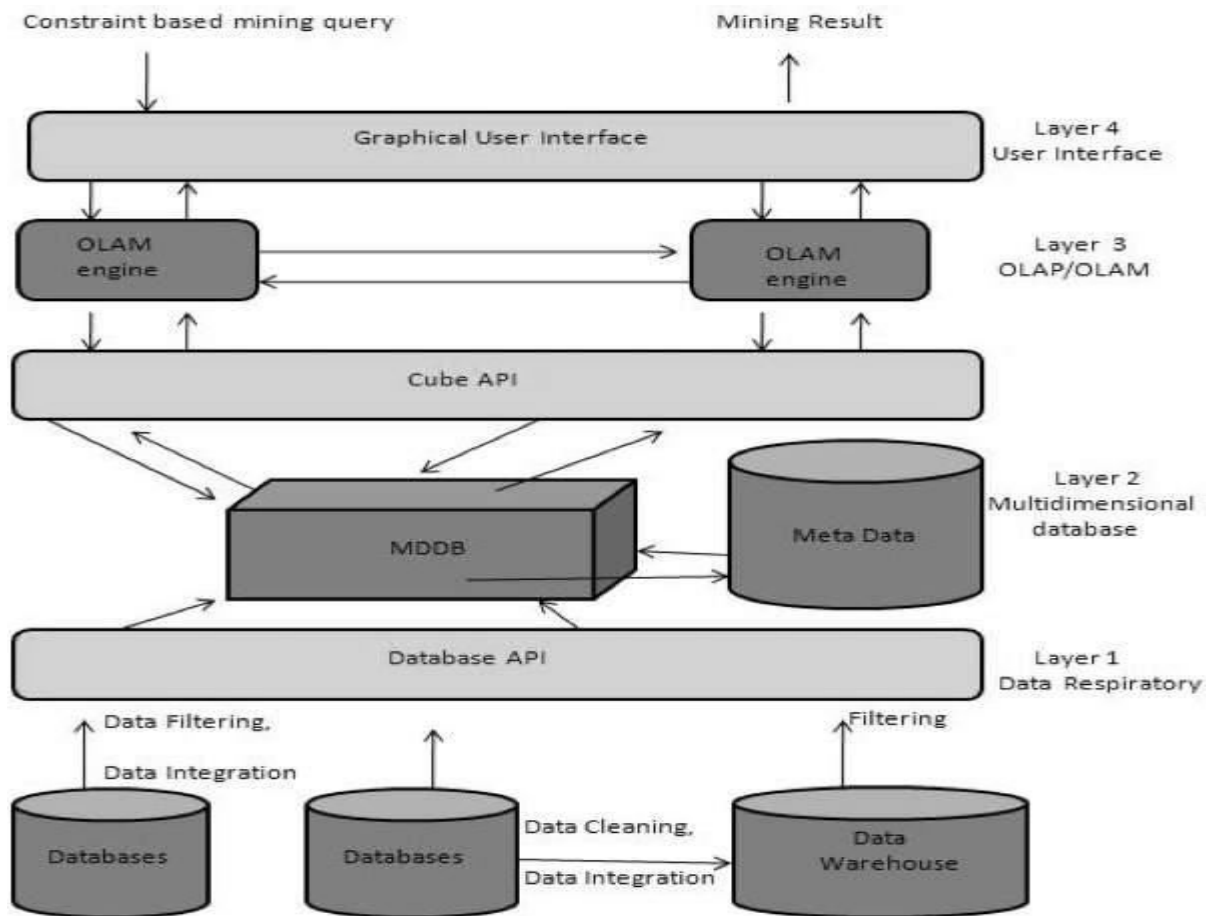 Constraint based mining query
Mining Result
Graphical User Interface
Layer 4
User Interface
OLAM
engine
OLAM
engine
Layer 3
OLAP/OLAM
Cube API
Layer 2
Multidimensional
database
MDDB
Meta Data
Database API
Layer 1
Data Respiratory
Data Filtering,
Data Integration
Filtering
Databases
Databases
Data Cleaning,
Data Integration
Data
Warehouse